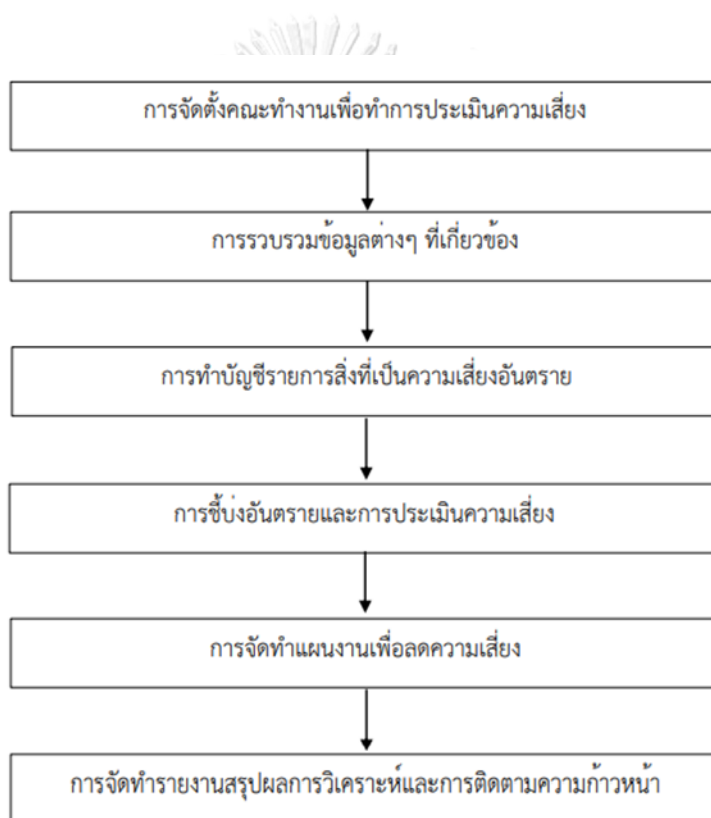 การจัดตั้งคณะทำงานเพื่อทำการประเมินความเสี่ยง
การรวบรวมข้อมูลต่างๆ ที่เกี่ยวข้อง
การทำบัญชีรายการสิ่งที่เป็นความเสี่ยงอันตราย
การชี้บ่งอันตรายและการประเมินความเสี่ยง
การจัดทำแผนงานเพื่อลดความเสี่ยง
การจัดทำรายงานสรุปผลการวิเคราะห์และการติดตามความก้าวหน้า